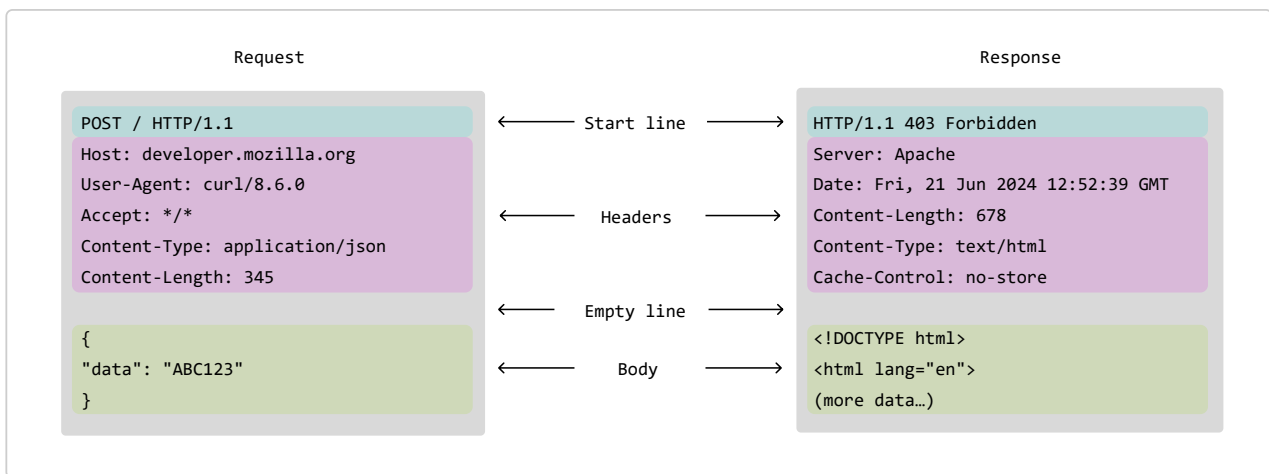 Request
POST / HTTP/1.1
Host: developer.mozilla.org
User-Agent: curl/8.6.0
Accept: */*
Content-Type: application/json
Content-Length: 345
{
"data": "ABC123"
}
Start line
Headers
Empty line
Body
Response
HTTP/1.1 403 Forbidden
Server: Apache
Date: Fri, 21 Jun 2024 12:52:39 GMT
Content-Length: 678
Content-Type: text/html
Cache-Control: no-store
<!DOCTYPE html>
<html lang="en">
(more data…)